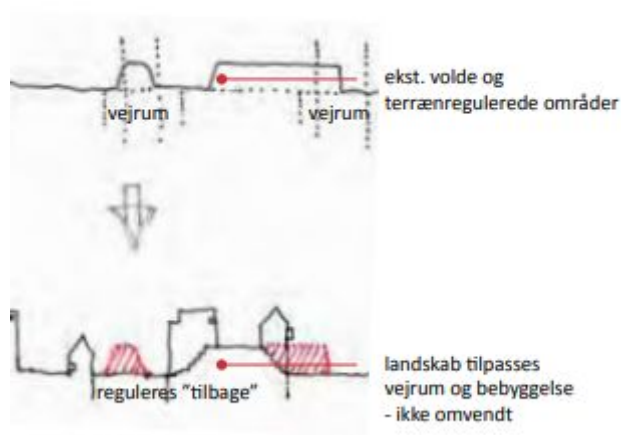 ekst. volde og
terrænregulerede områder
vejrum
vejrum
landskab tilpasses
vejrum og bebyggelse
- ikke omvendt
reguleres "tilbage"